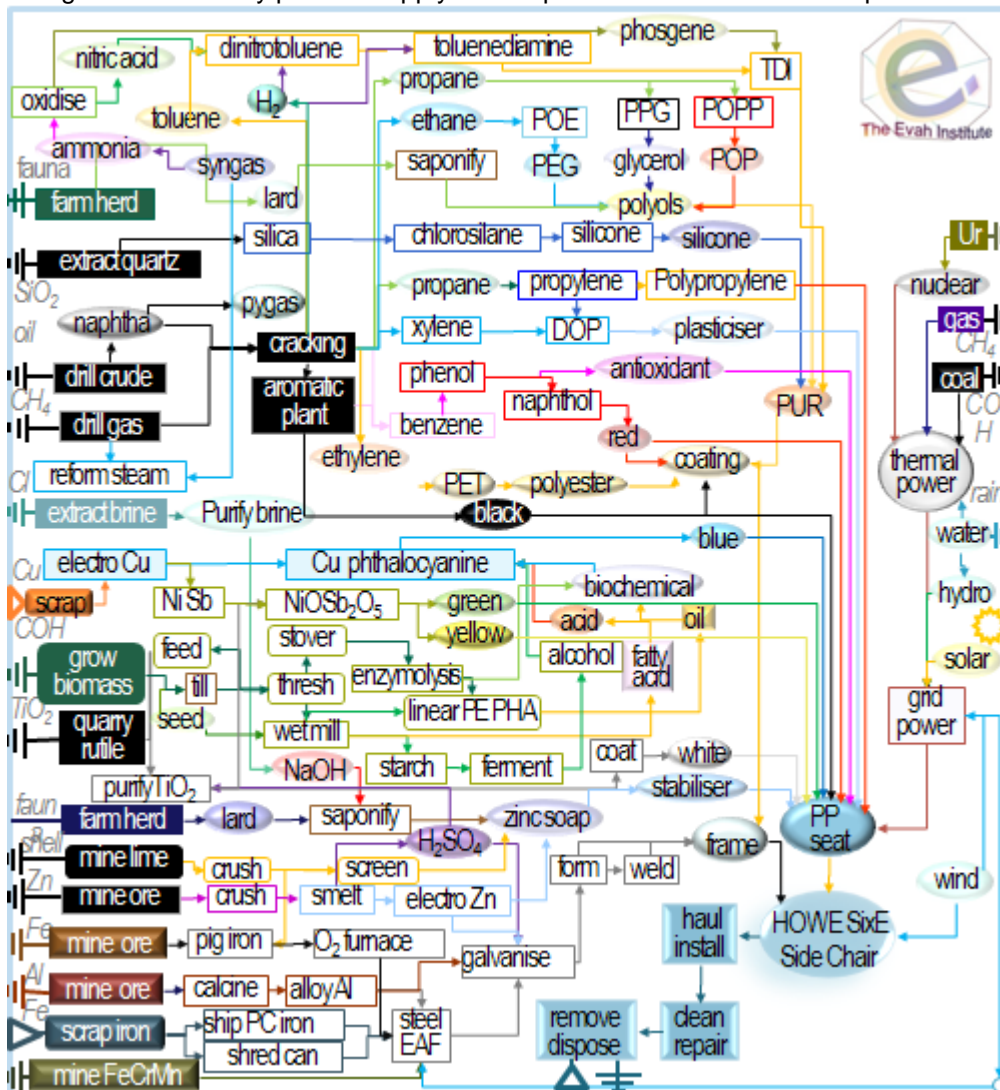 phosgene
nitric acid
dinitrotoluene
toluenediamine
TDI
The Evah Institute
oxidise
H2
propane
toluene
ethane
POE
PPG
POPP
ammonia
syngas
saponify
PEG
glycerol
POP
fauna
farm herd
lard
polyols
silica
chlorosilane
silicone
silicone
Ur
extract quartz
SiO2
pygas
propane
propylene
Polypropylene
nuclear
naphtha
oil
cracking
xylene
DOP
plasticiser
gas
CH4
drill crude
CH4
aromatic
plant
phenol
antioxidant
coal
CO
benzene
naphthol
PUR
H
drill gas
red
ethylene
coating
thermal
power
reform steam
PET
polyester
Cl
extract brine
Purify brine
black
rain
water
blue
Cu
electro Cu
Cu phthalocyanine
biochemical
scrap
Ni Sb
NiOSb2O5
green
acid
oil
hydro
COH
yellow
solar
feed
stover
alcohol
fatty
acid
grow
biomass
till
thresh
enzymolysis
TiO2
seed
linear PE PHA
grid
power
quarry
rutile
wet mill
coat
white
NaOH
starch
ferment
purifyTiO2
stabiliser
faun
farm herd
lard
saponify
zinc soap
PP
seat
shell
mine lime
H2SO4
frame
crush
screen
form
weld
Zn
mine ore
crush
smelt
electro Zn
wind
haul
install
HOWE SixE
Side Chair
Fe
mine ore
pig iron
O2 furnace
galvanise
Al
mine ore
calcine
alloy Al
Fe
scrap iron
ship PC iron
steel
EAF
remove
dispose
clean
repair
shred can
mine FeCrMn